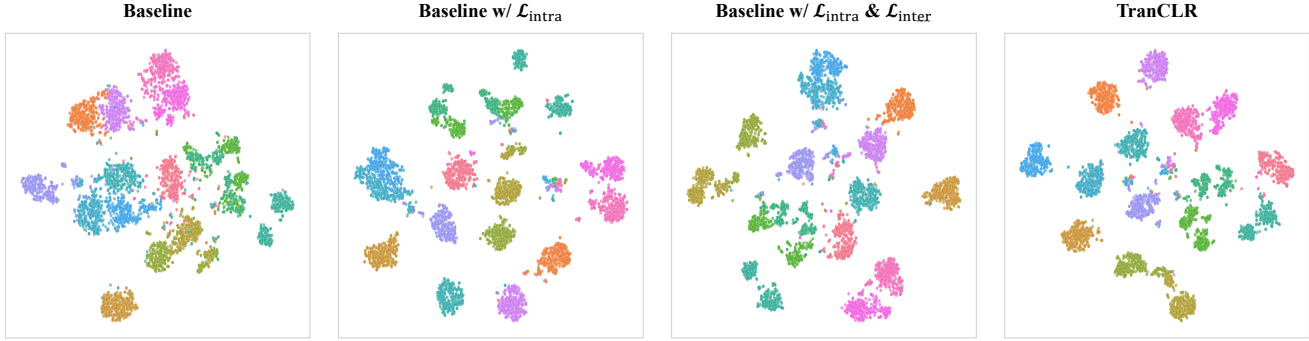 Baseline
Baseline w/ ℒintra
Baseline w/ ℒintra & ℒinter
TranCLR